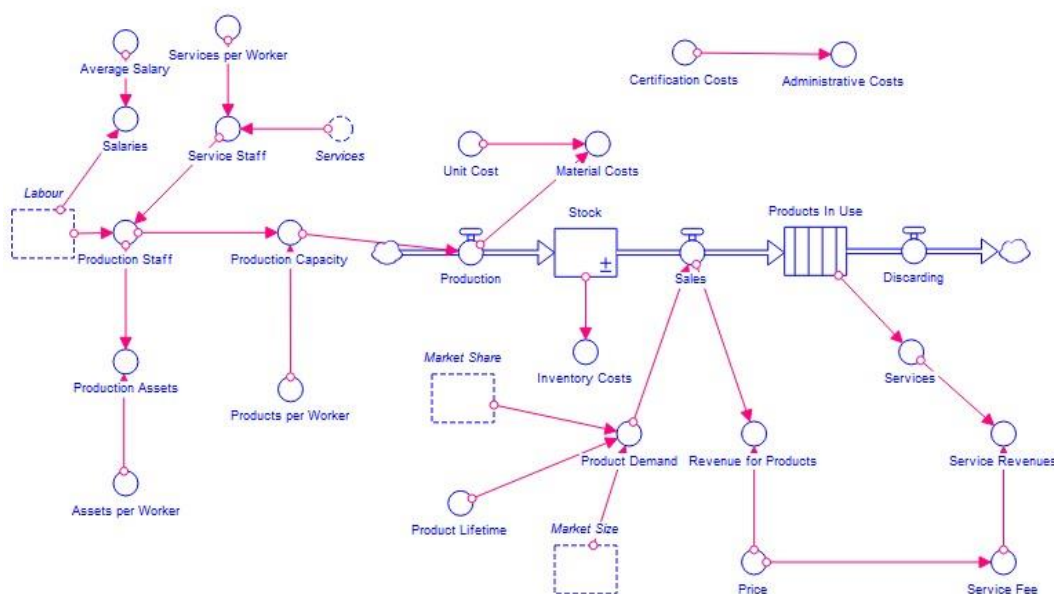 Services per Worker
Average Salary
Certification Costs
Administrative Costs
Salaries
Service Staff
Services
Unit Cost
Material Costs
Labour
Stock
Products In Use
Production Staff
Production Capacity
Production
Sales
Discarding
±
Market Share
Inventory Costs
Services
Production Assets
Products per Worker
Product Demand
Revenue for Products
Service Revenues
Assets per Worker
Product Lifetime
Market Size
Price
Service Fee